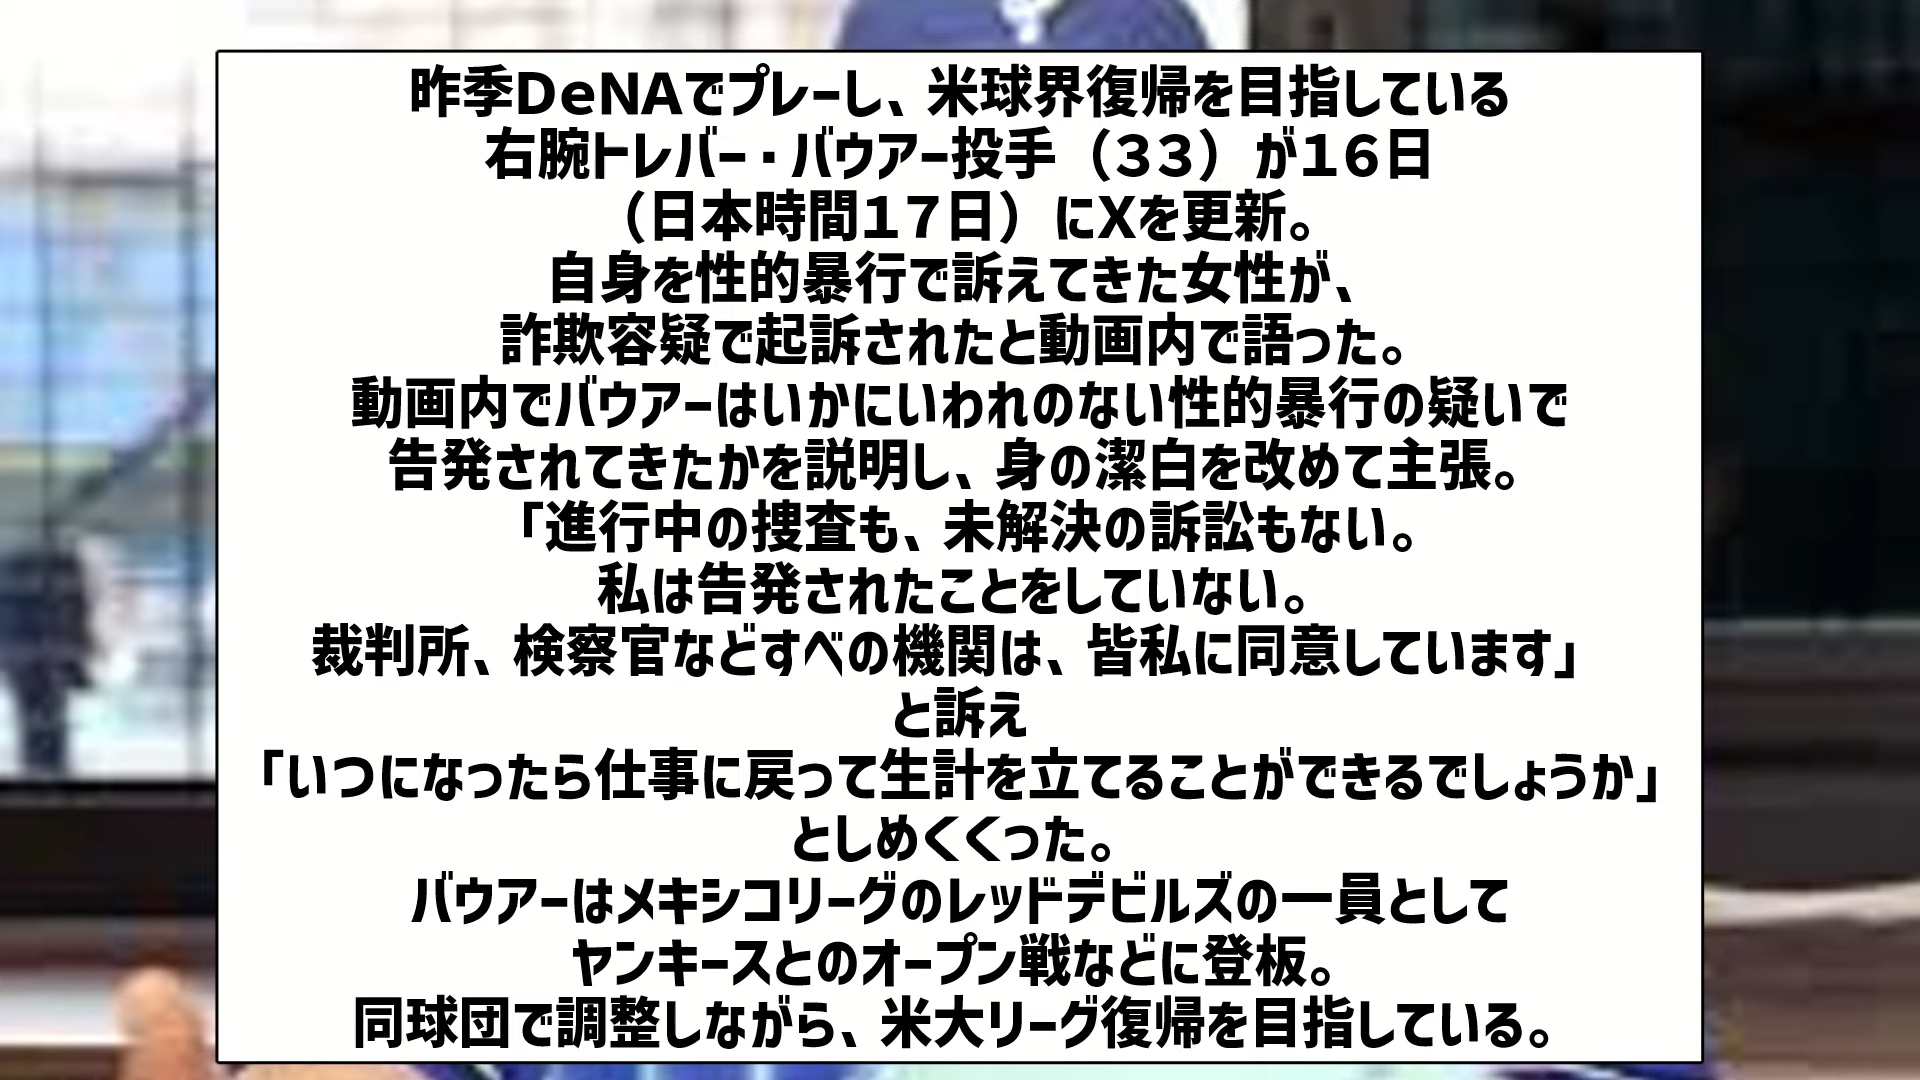 昨季DeNAでプレーし、米球界復帰を目指している
右腕トレバー・バウアー投手（３３）が１６日
（日本時間１７日）にXを更新。
自身を性的暴行で訴えてきた女性が、
詐欺容疑で起訴されたと動画内で語った。
動画内でバウアーはいかにいわれのない性的暴行の疑いで
告発されてきたかを説明し、身の潔白を改めて主張。
「進行中の捜査も、未解決の訴訟もない。
私は告発されたことをしていない。
裁判所、検察官などすべの機関は、皆私に同意しています」
と訴え
「いつになったら仕事に戻って生計を立てることができるでしょうか」
としめくくった。
バウアーはメキシコリーグのレッドデビルズの一員として
ヤンキースとのオープン戦などに登板。
同球団で調整しながら、米大リーグ復帰を目指している。